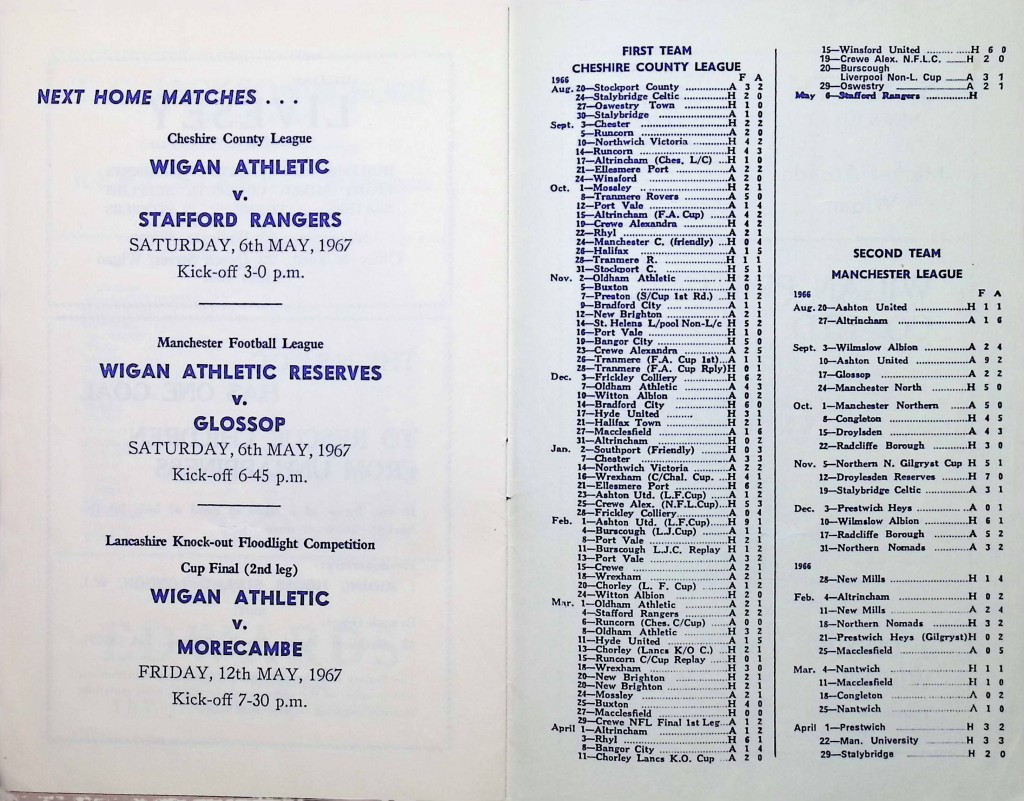 NEXT HOME MATCHES . . .
Cheshire County League
WIGAN ATHLETIC
v.
STAFFORD RANGERS
SATURDAY, 6th MAY, 1967
Kick-off 3-0 p.m.
Manchester Football League
WIGAN ATHLETIC RESERVES
v.
GLOSSOP
SATURDAY, 6th MAY, 1967
Kick-off 6-45 p.m.
Lancashire Knock-out Floodlight Competition
Cup Final (2nd leg)
WIGAN ATHLETIC
v.
MORECAMBE
FRIDAY, 12th MAY, 1967
Kick-off 7-30 p.m.
FIRST TEAM
CHESHIRE COUNTY LEAGUE
1966 F A
Aug. 20—Stockport County ............A 3 2
24—Stalybridge Celtic ............H 2 0
27—Oswestry Town ............H 1 0
30—Stalybridge ............A 1 0
Sept. 3—Chester ............H 2 2
5—Runcorn ............A 2 0
10—Northwich Victoria ............H 4 2
14—Runcorn ............H 4 3
17—Altrincham (Ches. L/C) ...H 1 0
21—Ellesmere Port ............A 2 2
24—Winsford ............A 2 0
Oct. 1—Mossley ............H 2 1
8—Tranmere Rovers ............A 5 0
12—Port Vale ............A 1 4
15—Altrincham (F.A. Cup) ......A 4 2
19—Crewe Alexandra ............H 4 2
22—Rhyl ............A 2 1
24—Manchester C. (friendly) ...H 0 4
26—Halifax ............A 1 5
28—Tranmere R. ............H 1 1
31—Stockport C. ............H 5 1
Nov. 2—Oldham Athletic ............H 2 1
5—Buxton ............A 0 2
7—Preston (S/Cup 1st Rd.) ...H 1 2
9—Bradford City ............A 1 1
12—New Brighton ............A 2 1
14—St. Helens L/pool Non-L/c H 5 2
16—Port Vale ............H 1 0
19—Bangor City ............H 5 0
23—Crewe Alexandra ............A 2 5
26—Tranmere (F.A. Cup 1st)...A 1 1
28—Tranmere (F.A. Cup Rply)H 0 1
Dec. 3—Frickley Colliery ............H 6 2
7—Oldham Athletic ............A 4 3
10—Witton Albion ............A 0 2
14—Bradford City ............H 6 0
17—Hyde United ............H 3 1
21—Halifax Town ............H 2 1
27—Macclesfield ............A 1 6
31—Altrincham ............H 0 2
Jan. 2—Southport (Friendly) ......H 0 3
7—Chester ............A 3 3
14—Northwich Victoria ............A 2 2
16—Wrexham (C/Chal. Cup. ...H 4 1
21—Ellesmere Port ............H 6 2
23—Ashton Utd. (L.F.Cup) ......A 1 2
25—Crewe Alex. (N.F.L.Cup)...H 5 3
28—Frickley Colliery............A 0 4
Feb. 1—Ashton Utd. (L.F.Cup)......H 9 1
4—Burscough (L.J.Cup) ......A 1 1
8—Port Vale ............H 2 1
11—Burscough L.J.C. Replay H 1 2
13—Port Vale ............A 3 2
15—Crewe ............A 2 1
18—Wrexham ............A 2 1
20—Chorley (L. F. Cup) ......A 1 2
24—Witton Albion ............H 2 0
Mar. 1—Oldham Athletic ............A 2 1
4—Stafford Rangers ............A 2 2
6—Runcorn (Ches. C/Cup) ...A 0 0
8—Oldham Athletic ............H 3 2
11—Hyde United ............A 1 5
13—Chorley (Lancs K/O C.) ...H 2 1
15—Runcorn C/Cup Replay ......H 0 1
18—Wrexham ............H 3 0
20—New Brighton ............H 2 1
20—New Brighton ............H 2 1
24—Mossley ............A 2 1
25—Buxton ............H 4 0
27—Macclesfield ............H 0 0
29—Crewe NFL Final 1st Leg...A 1 2
April 1—Altrincham ............A 1 2
3—Rhyl ............H 6 1
8—Bangor City ............A 1 4
11—Chorley Lancs K.O. Cup ...A 2 0
15—Winsford United ............H 6 0
19—Crewe Alex. N.F.L.C. ......H 2 0
20—Burscough
Liverpool Non-L. Cup ......A 3 1
29—Oswestry ............A 2 1
May 6—Stafford Rangers ............H
SECOND TEAM
MANCHESTER LEAGUE
1966 F A
Aug. 20—Ashton United ............H 1 1
27—Altrincham ............A 1 6
Sept. 3—Wilmslow Albion ............A 2 4
10—Ashton United ............A 9 2
17—Glossop ............A 2 2
24—Manchester North ............H 5 0
Oct. 1—Manchester Northern ......A 5 0
8—Congleton ............H 4 5
15—Droylsden ............A 4 3
22—Radcliffe Borough ............H 3 0
Nov. 5—Northern N. Gilgryst Cup H 5 1
12—Droylesden Reserves ......H 7 0
19—Stalybridge Celtic ............A 3 1
Dec. 3—Prestwich Heys ............A 0 1
10—Wilmslow Albion ............H 6 1
17—Radcliffe Borough ............A 5 2
31—Northern Nomads ............A 3 2
1966
28—New Mills ............H 1 4
Feb. 4—Altrincham ............H 0 2
11—New Mills ............A 2 4
18—Northern Nomads ............H 3 2
21—Prestwich Heys (Gilgryst)H 0 2
25—Macclesfield ............A 0 5
Mar. 4—Nantwich ............H 1 1
11—Macclesfield ............H 1 0
18—Congleton ............A 0 2
25—Nantwich ............A 1 0
April 1—Prestwich ............H 3 2
22—Man. University ............H 3 3
29—Stalybridge ............H 2 0